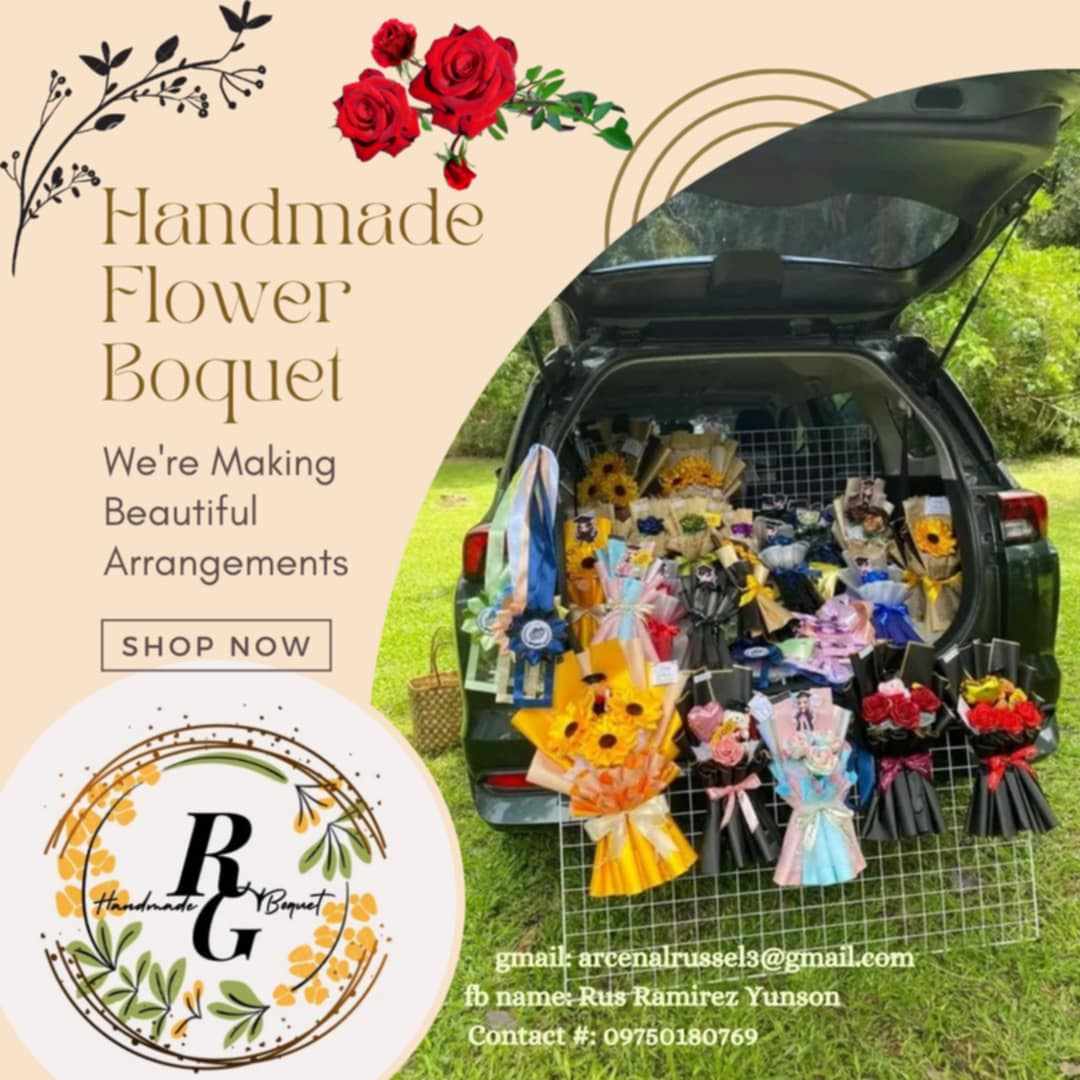 Handmade
Flower
Boquet
We're Making
Beautiful
Arrangements
SHOP NOW
RG
Handmade Boquet
gmail: arcenalrussel3@gmail.com
fb name: Rus Ramirez Yunson
Contact #: 09750180769